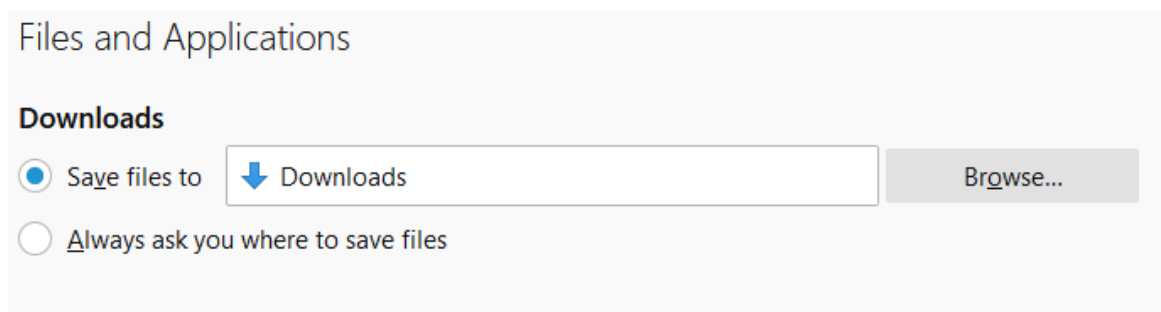 Files and Applications
Downloads
Save files to Downloads Browse...
Always ask you where to save files